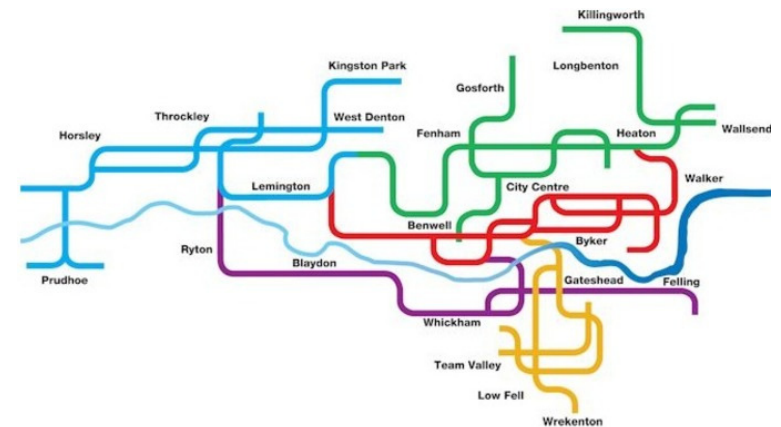 Killingworth
Kingston Park
Longbenton
Gosforth
Throckley
West Denton
Fenham
Heaton
Wallsend
Horsley
Lemington
City Centre
Walker
Benwell
Byker
Ryton
Blaydon
Prudhoe
Gateshead
Felling
Whickham
Team Valley
Low Fell
Wrekenton